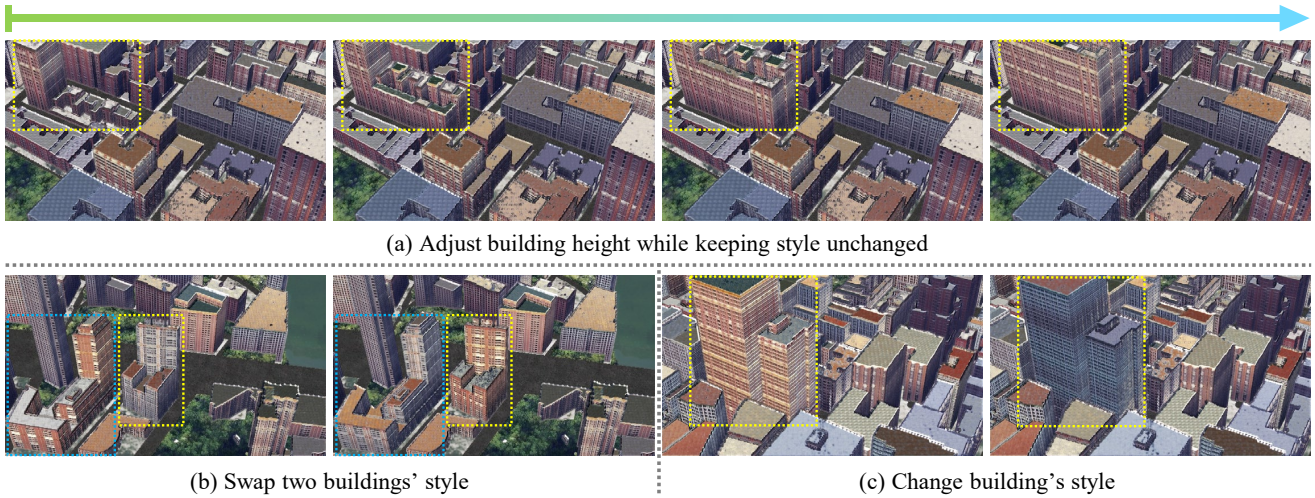 (a) Adjust building height while keeping style unchanged
(b) Swap two buildings’ style
(c) Change building’s style